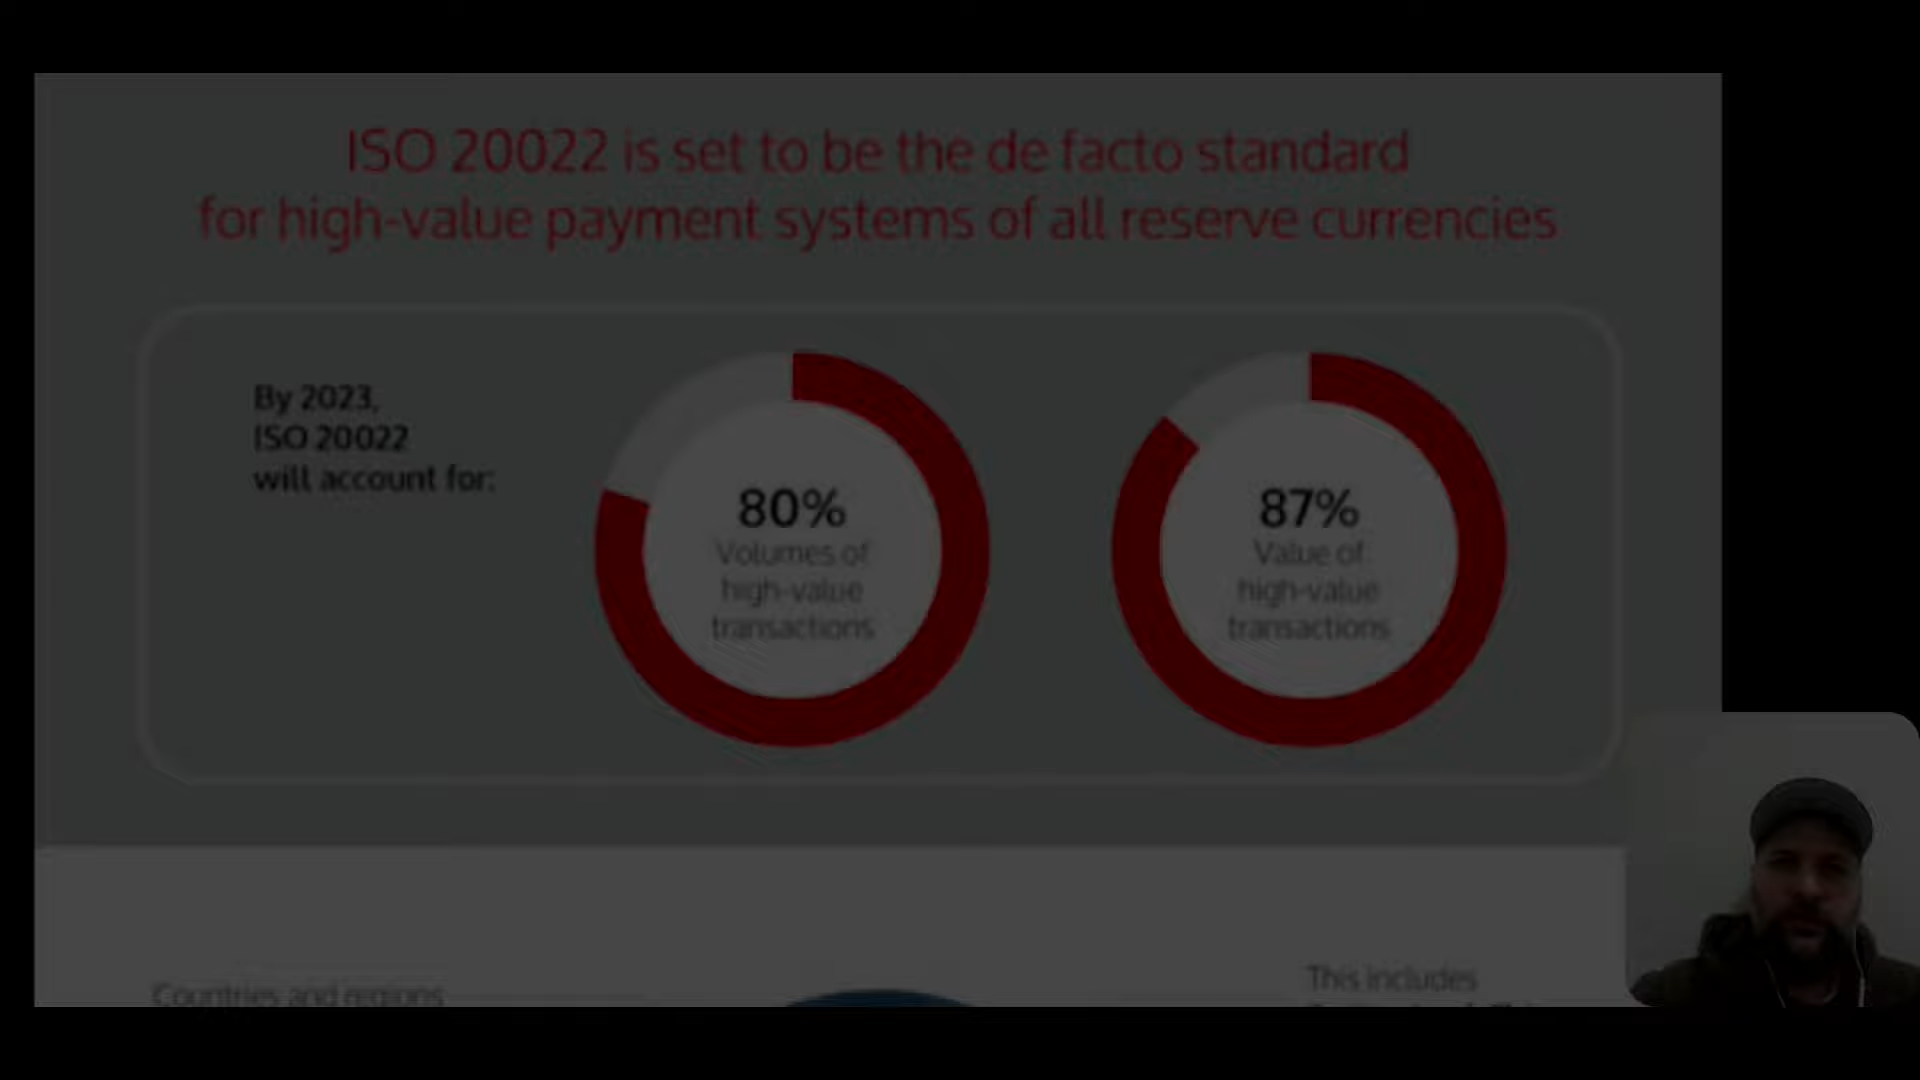 ISO 20022 is set to be the de facto standard
for high-value payment systems of all reserve currencies
By 2023,
ISO 20022
will account for:
80%
Volumes of
high-value
transactions
87%
Value of
high-value
transactions
Countries and regions
This includes